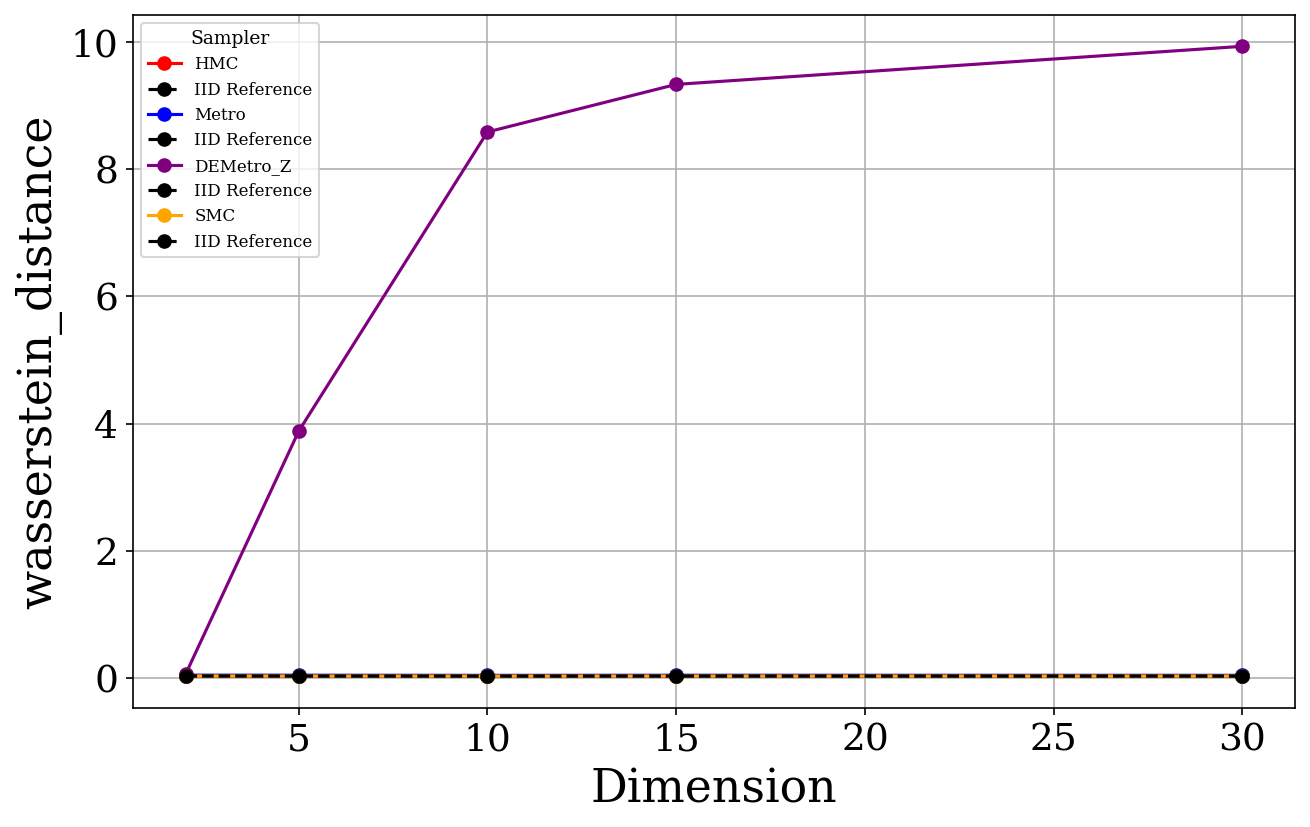 Sampler
HMC
IID Reference
Metro
IID Reference
DEMetro_Z
IID Reference
SMC
IID Reference
10
8
6
4
2
0
wasserstein_distance
5 10 15 20 25 30
Dimension